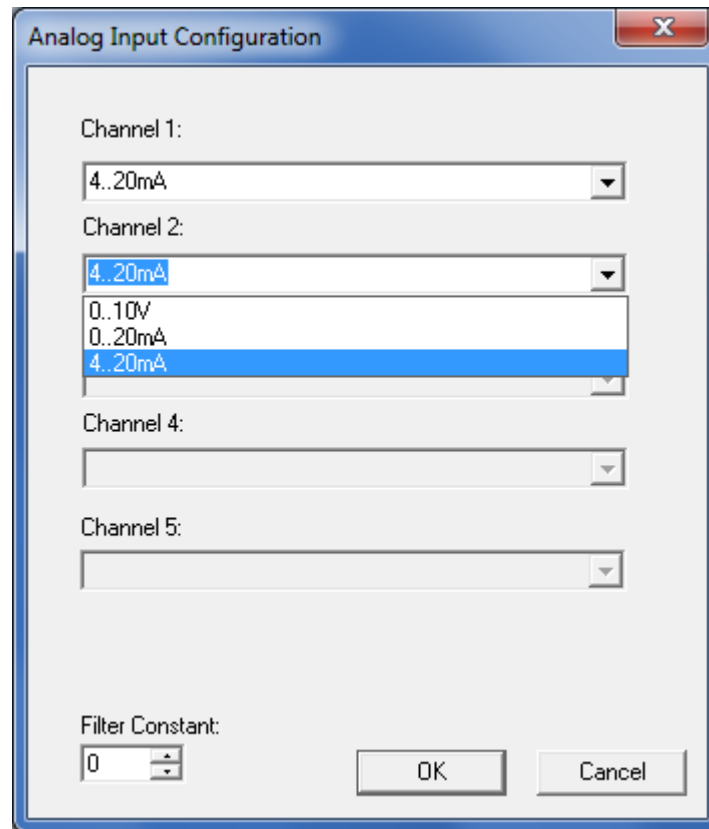 Analog Input Configuration
Channel 1:
4..20mA
Channel 2:
4..20mA
0..10V
0..20mA
4..20mA
Channel 4:
Channel 5:
Filter Constant:
0
OK
Cancel